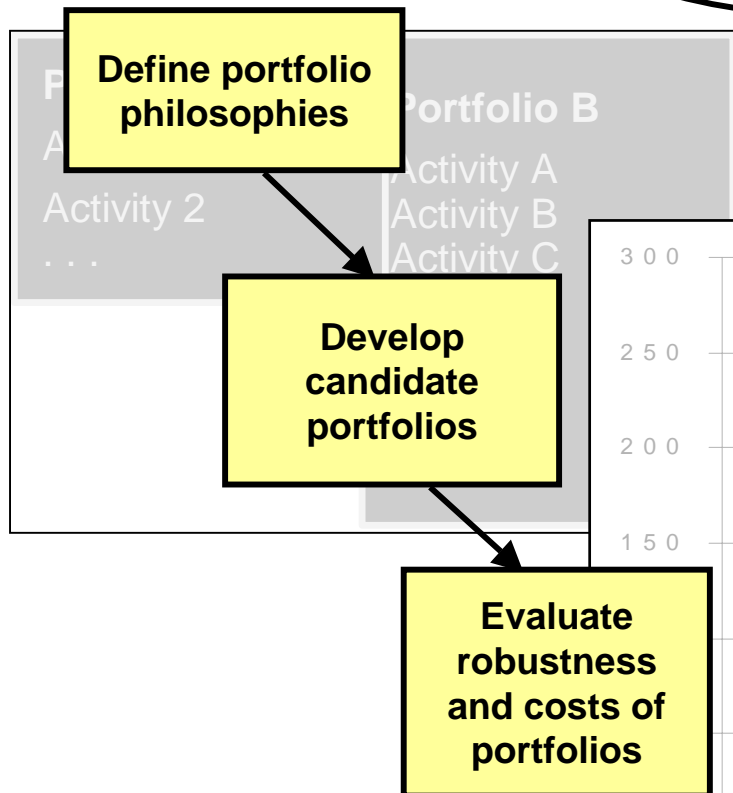 Define portfolio
philosophies
Portfolio B
Activity A
Activity 2
Activity B
Activity C
. . .
Develop
candidate
portfolios
300
250
200
150
Evaluate
robustness
and costs of
portfolios